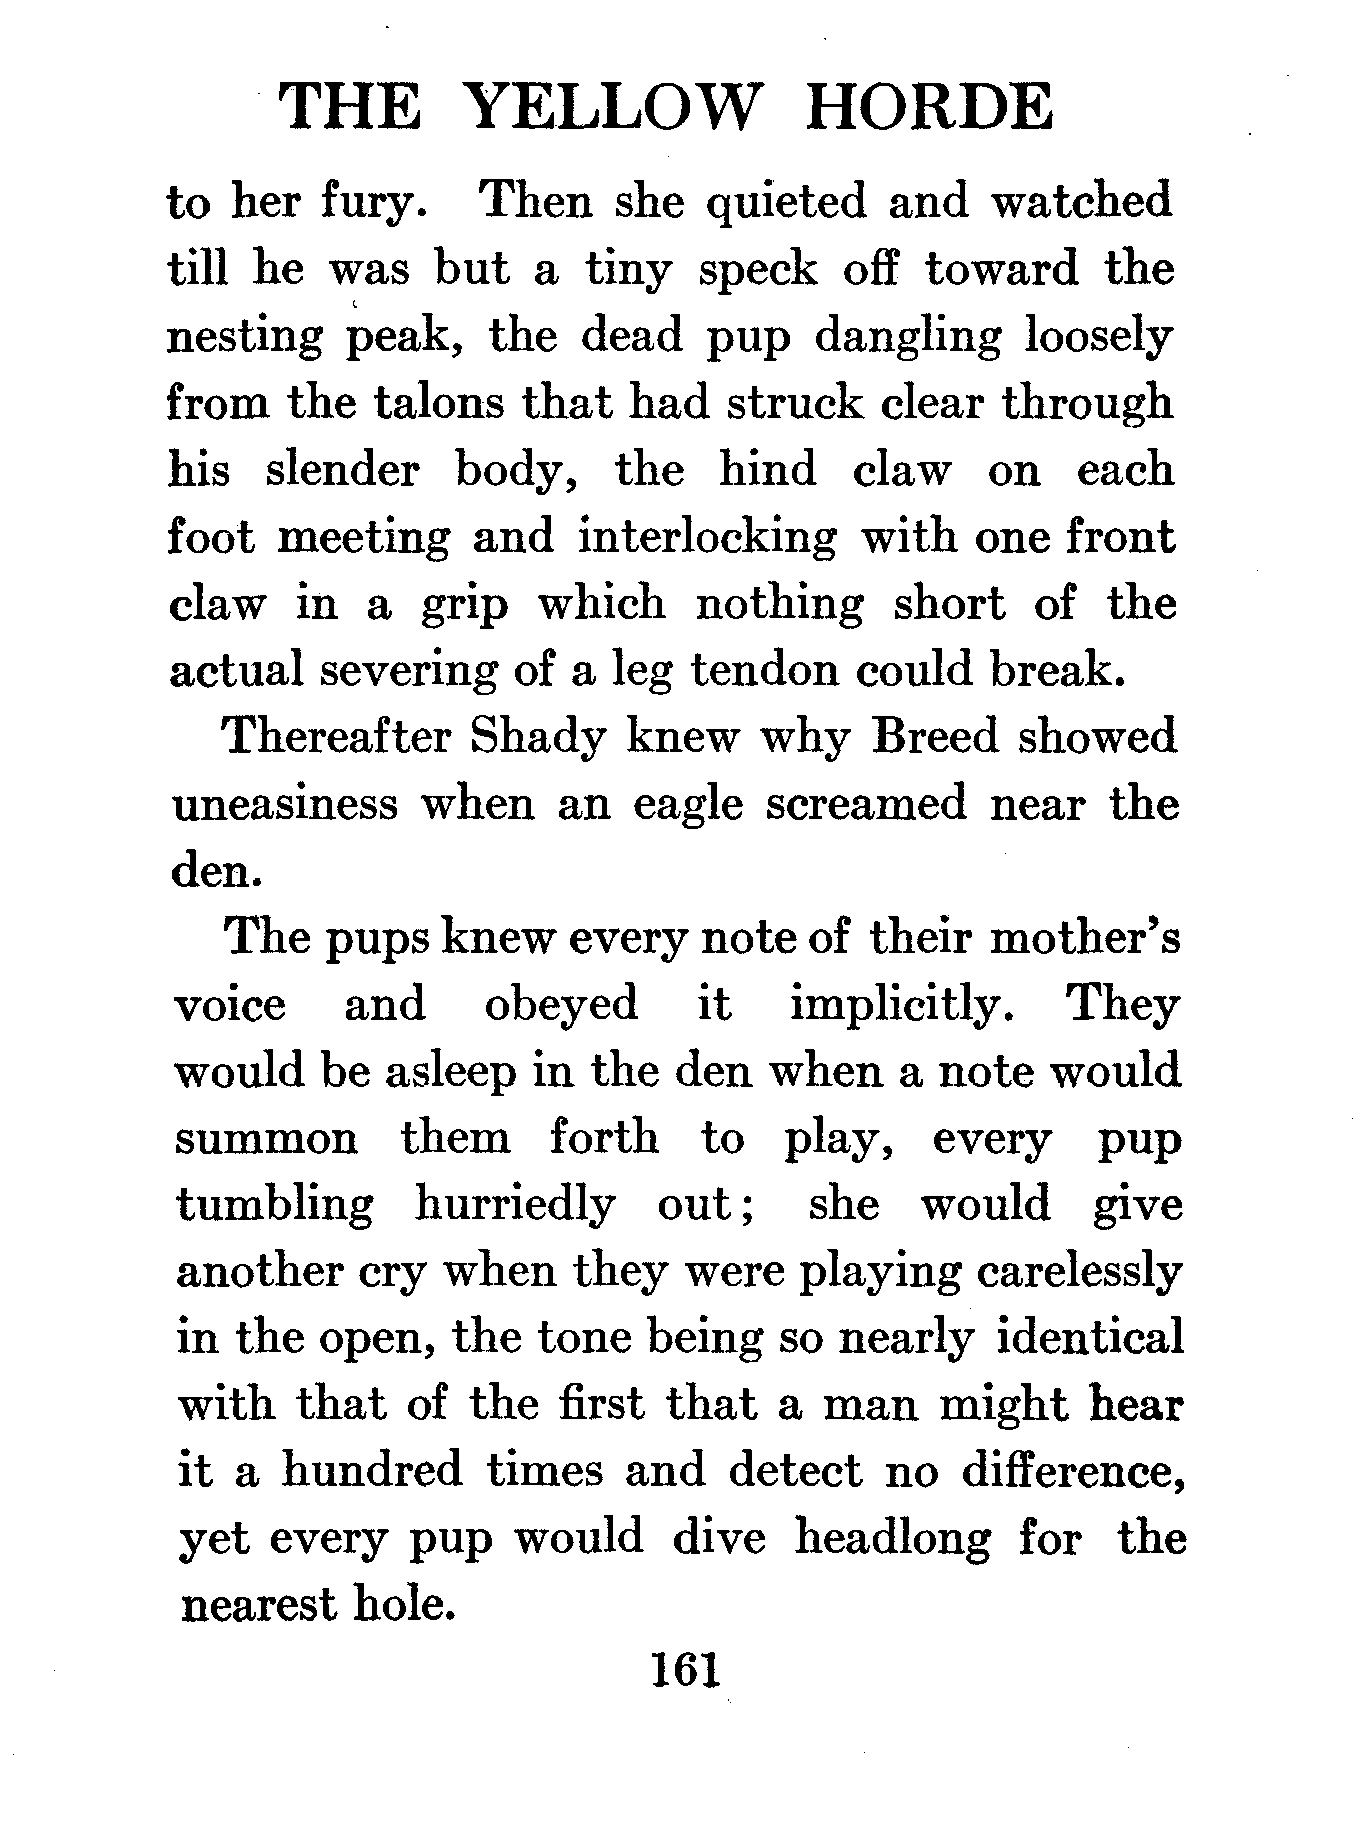 THE YELLOW HORDE
to her fury. Then she quieted and watched
till he was but a tiny speck off toward the
nesting peak, the dead pup dangling loosely
from the talons that had struck clear through
his slender body, the hind claw on each
foot meeting and interlocking with one front
claw in a grip which nothing short of the
actual severing of a leg tendon could break.
Thereafter Shady knew why Breed showed
uneasiness when an eagle screamed near the
den.
The pups knew every note of their mother's
voice and obeyed it implicitly. They
would be asleep in the den when a note would
summon them forth to play, every pup
tumbling hurriedly out; she would give
another cry when they were playing carelessly
in the open, the tone being so nearly identical
with that of the first that a man might hear
it a hundred times and detect no difference,
yet every pup would dive headlong for the
nearest hole.
161